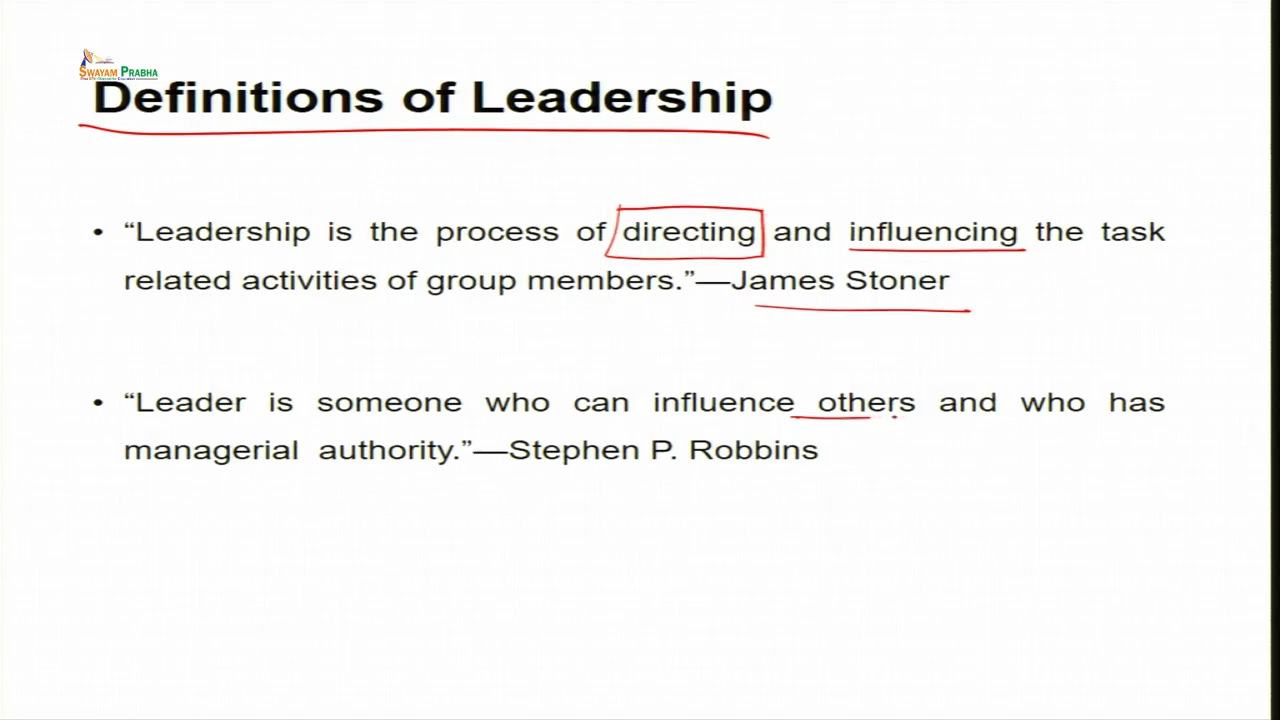 SWAYAM PRABHA
Definitions of Leadership
• “Leadership is the process of directing and influencing the task
related activities of group members.”—James Stoner
• “Leader is someone who can influence others and who has
managerial authority.”—Stephen P. Robbins